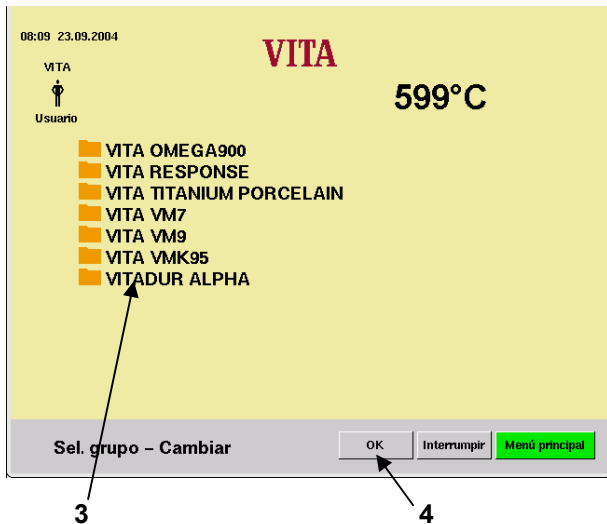 08:09 23.09.2004
VITA
VITA
599°C
Usuario
VITA OMEGA900
VITA RESPONSE
VITA TITANIUM PORCELAIN
VITA VM7
VITA VM9
VITA VMK95
VITADUR ALPHA
Sel. grupo – Cambiar
OK
Interrumpir
Menú principal
3
4